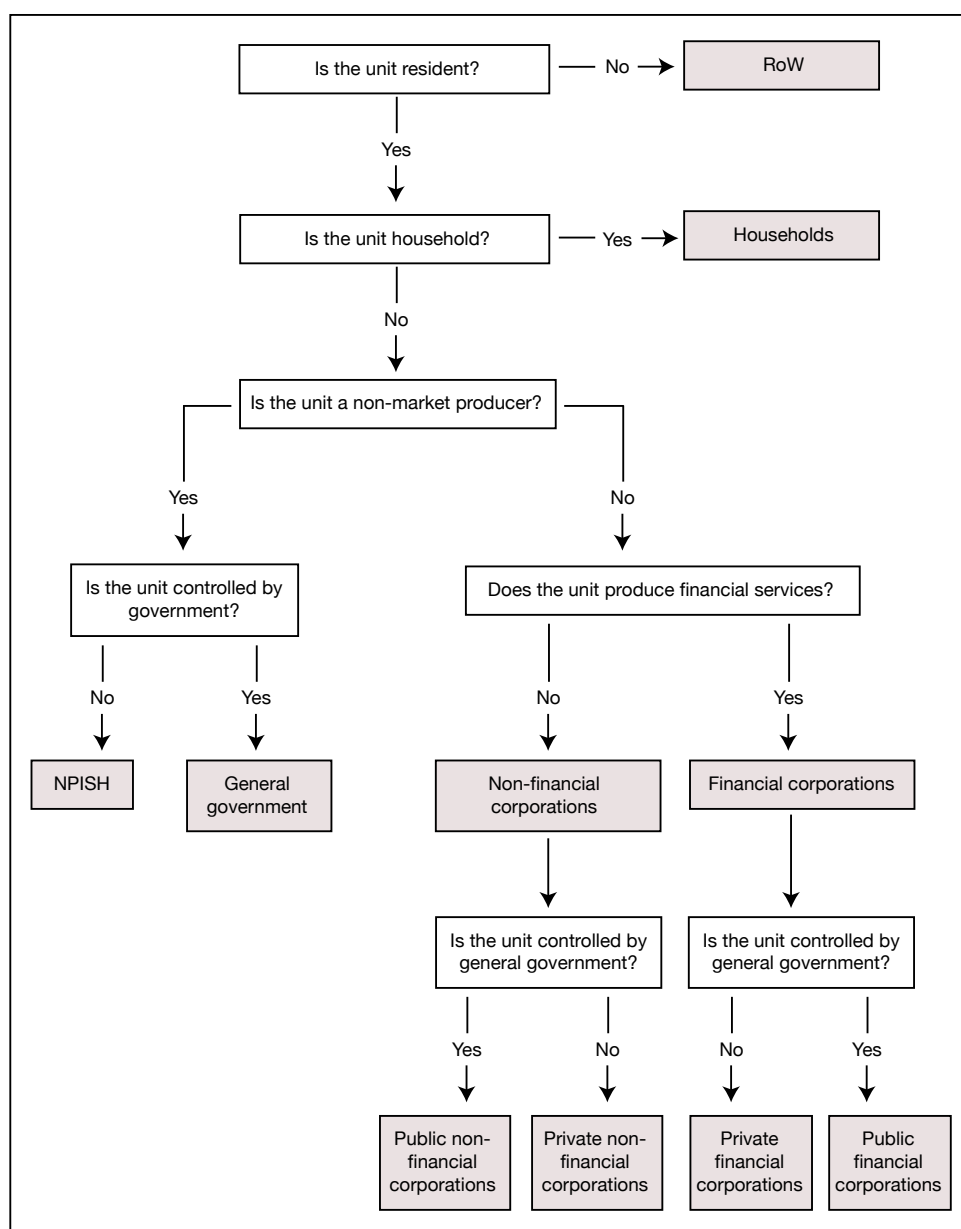 Is the unit resident?
No
RoW
Yes
Is the unit household?
Yes
Households
No
Is the unit a non-market producer?
Yes
No
Is the unit controlled by
government?
Does the unit produce financial services?
No
Yes
No
Yes
NPISH
General
government
Non-financial
corporations
Financial corporations
Is the unit controlled by
general government?
Is the unit controlled by
general government?
Yes
No
No
Yes
Public non-
financial
corporations
Private non-
financial
corporations
Private
financial
corporations
Public
financial
corporations